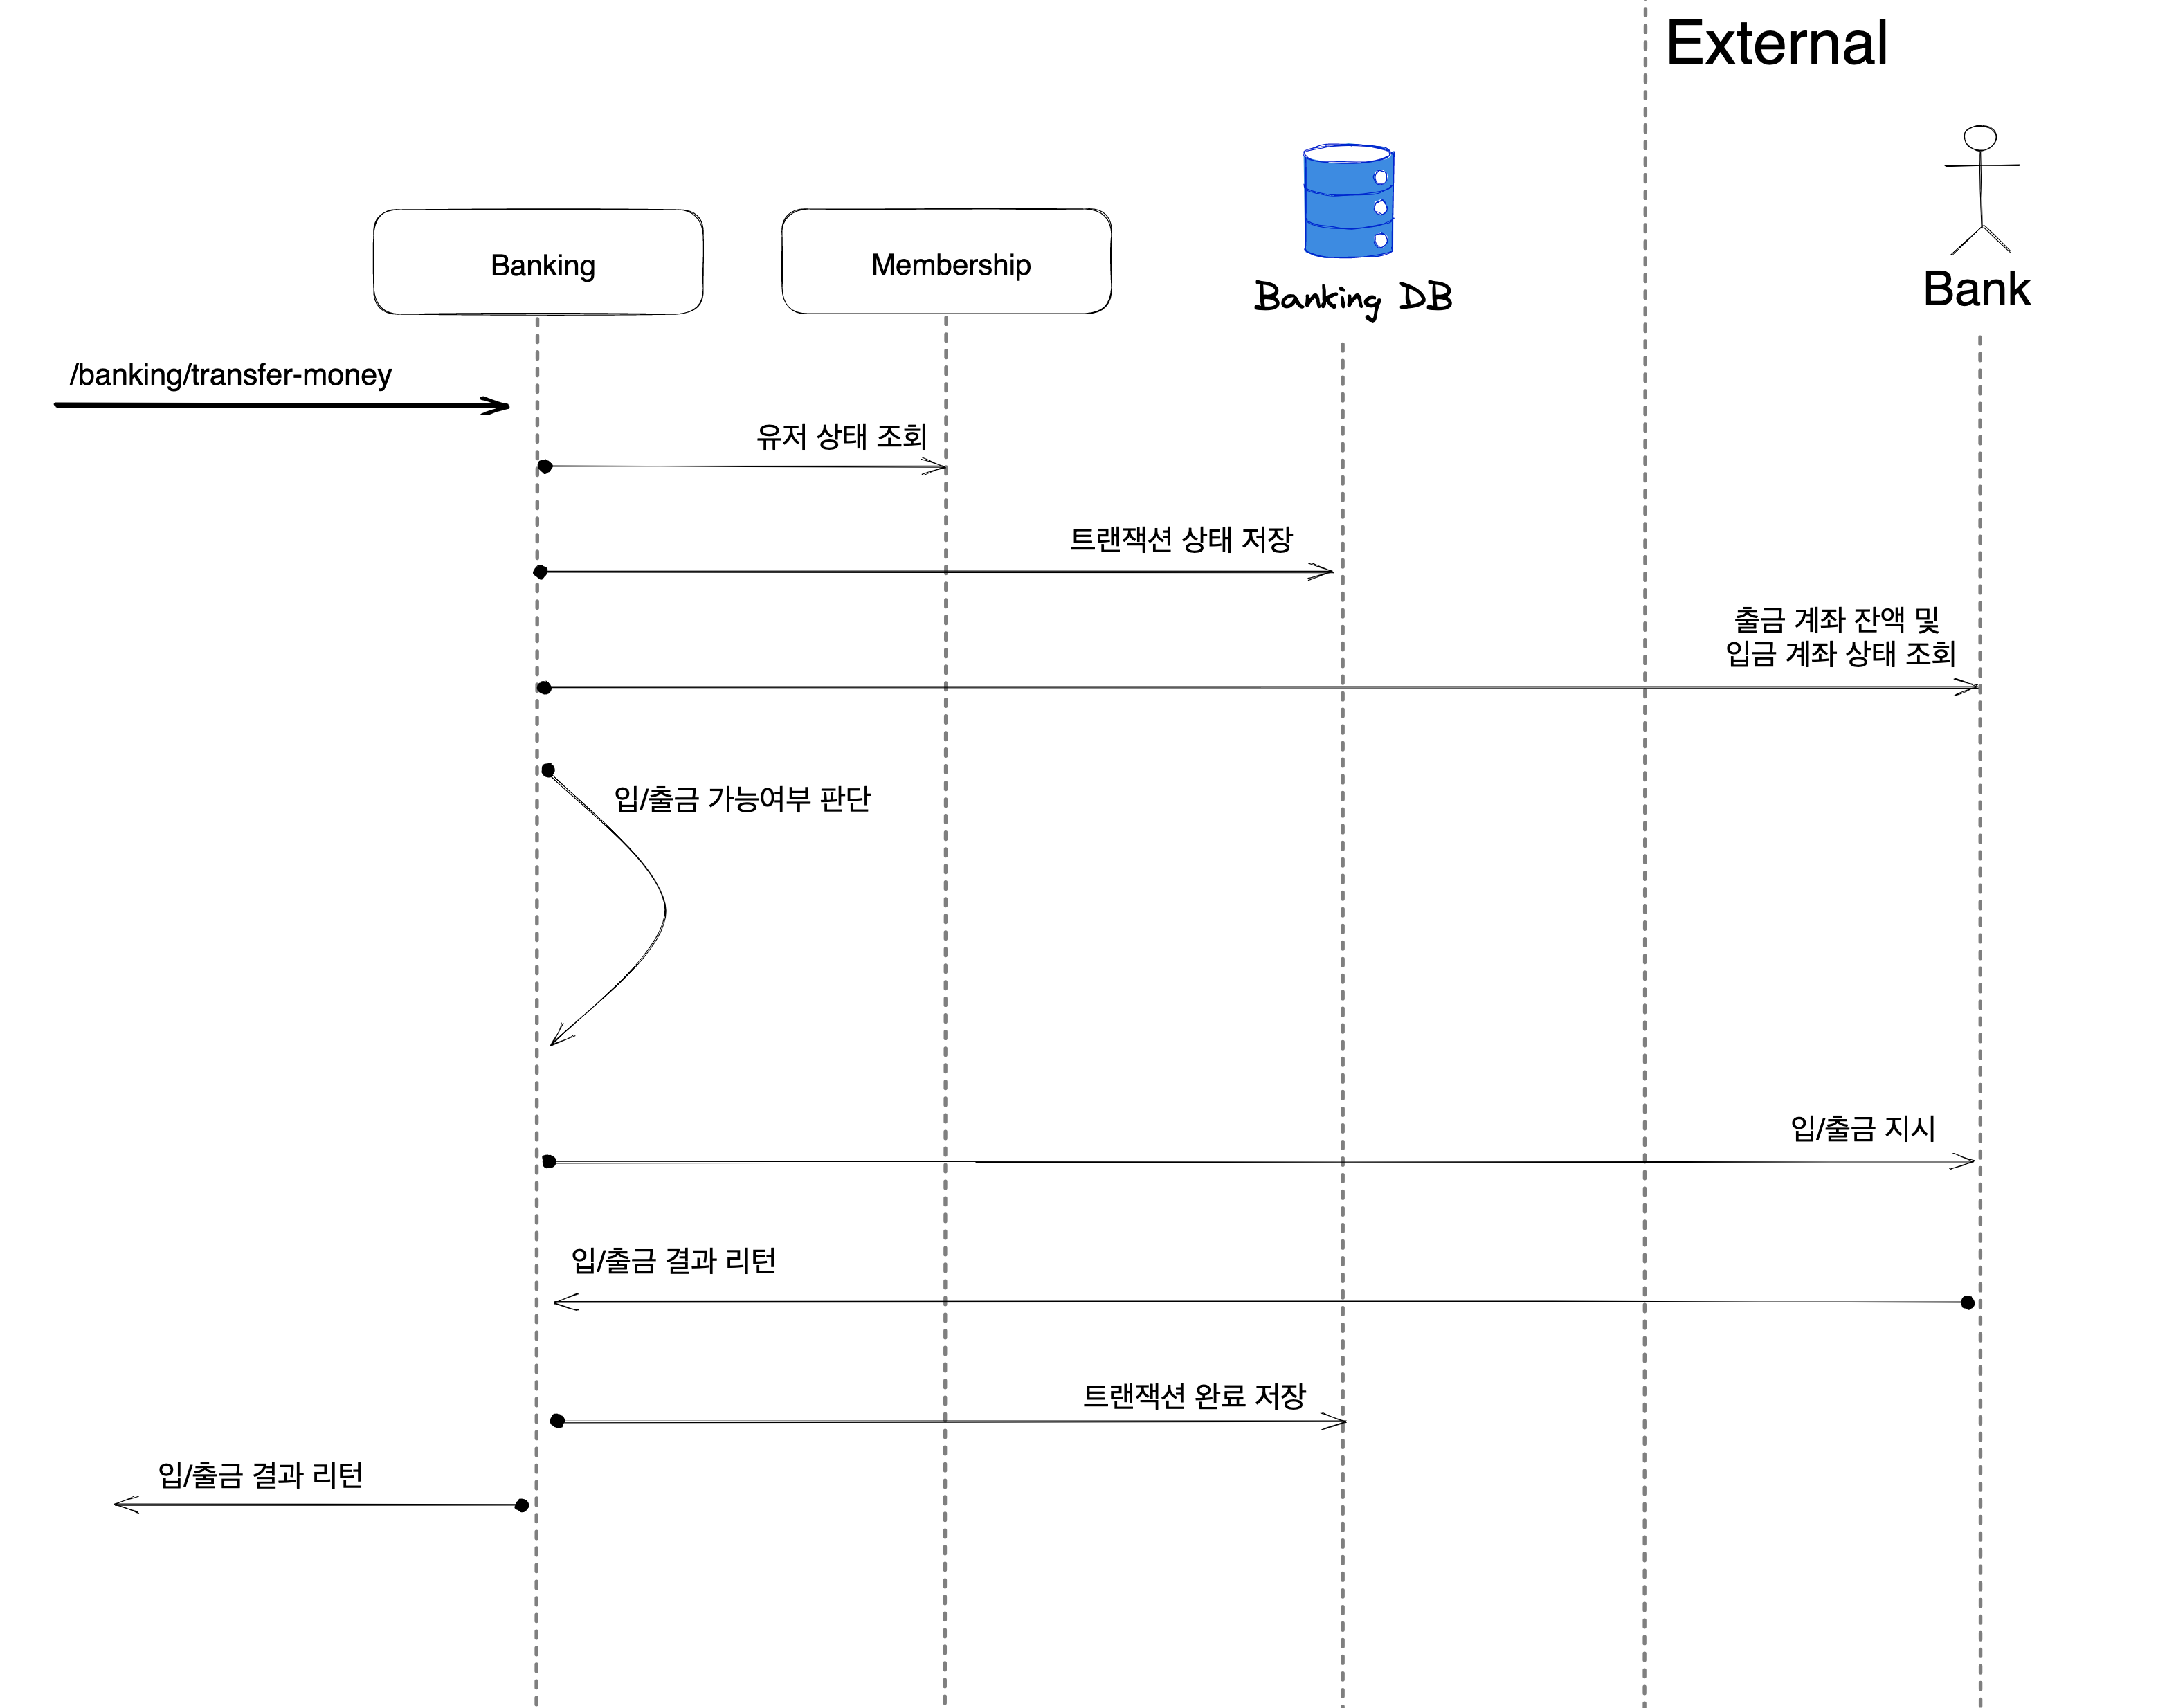 External
Banking
Membership
Banking DB
Bank
/banking/transfer-money
유저 상태 조회
트랜잭션 상태 저장
출금 계좌 잔액 및
입금 계좌 상태 조회
입/출금 가능여부 판단
입/출금 지시
입/출금 결과 리턴
트랜잭션 완료 저장
입/출금 결과 리턴